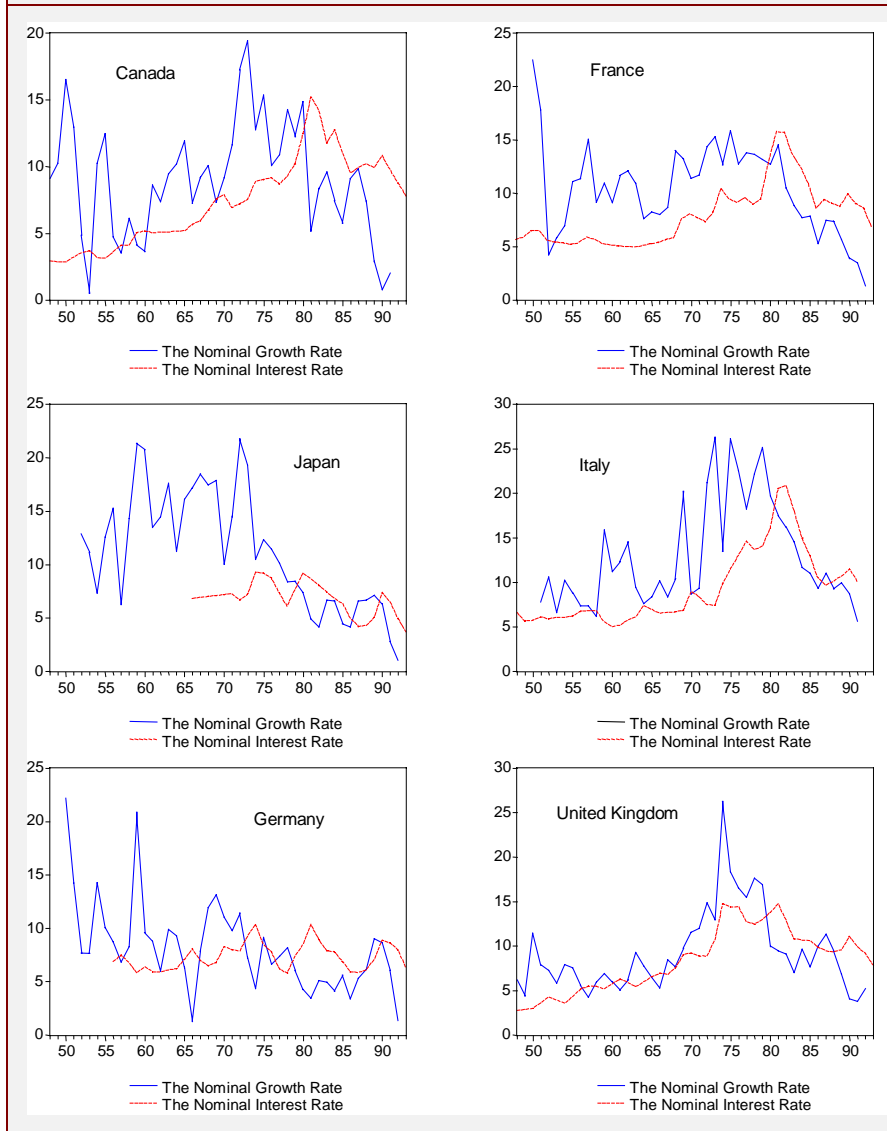 20
15
10
5
0
Canada
50 55 60 65 70 75 80 85 90
The Nominal Growth Rate
The Nominal Interest Rate
25
20
15
10
5
0
France
50 55 60 65 70 75 80 85 90
The Nominal Growth Rate
The Nominal Interest Rate
25
20
15
10
5
0
Japan
50 55 60 65 70 75 80 85 90
The Nominal Growth Rate
The Nominal Interest Rate
30
25
20
15
10
5
0
Italy
50 55 60 65 70 75 80 85 90
The Nominal Growth Rate
The Nominal Interest Rate
25
20
15
10
5
0
Germany
50 55 60 65 70 75 80 85 90
The Nominal Growth Rate
The Nominal Interest Rate
30
25
20
15
10
5
0
United Kingdom
50 55 60 65 70 75 80 85 90
The Nominal Growth Rate
The Nominal Interest Rate